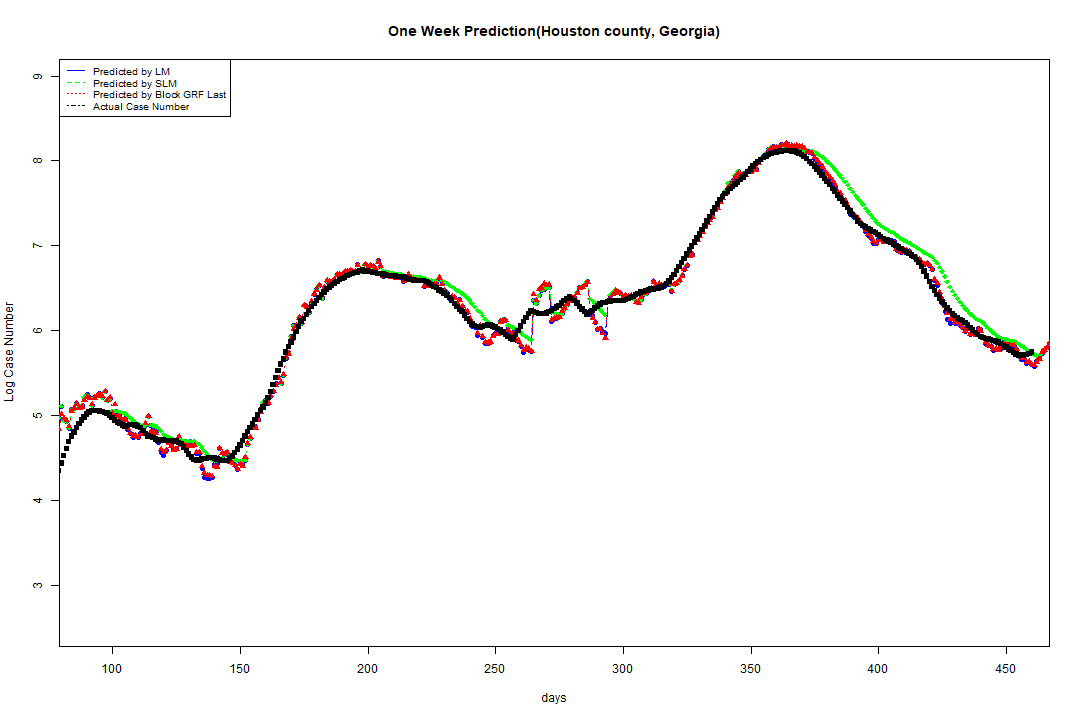 One Week Prediction(Houston county, Georgia)
Predicted by LM
Predicted by SLM
Predicted by Block GRF Last
Actual Case Number
9
8
7
6
5
4
3
Log Case Number
100 150 200 250 300 350 400 450
days